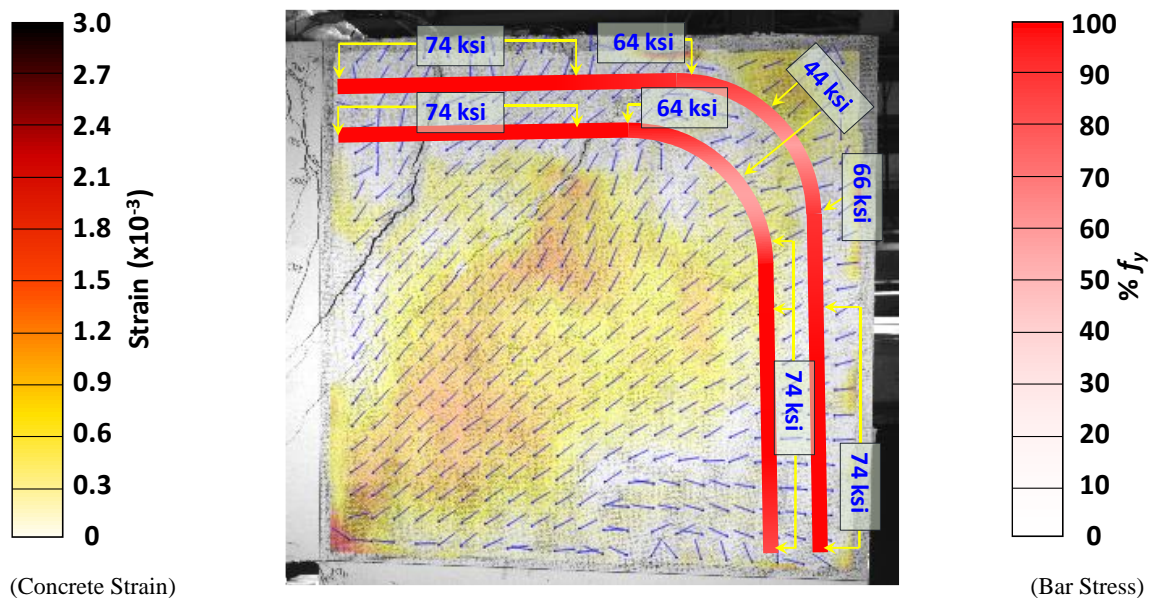 3.0
2.7
2.4
2.1
1.8
1.5
1.2
0.9
0.6
0.3
0
Strain (x10-3)
(Concrete Strain)
74 ksi
64 ksi
44 ksi
74 ksi
64 ksi
66 ksi
74 ksi
74 ksi
100
90
80
70
60
50
40
30
20
10
0
% fy
(Bar Stress)